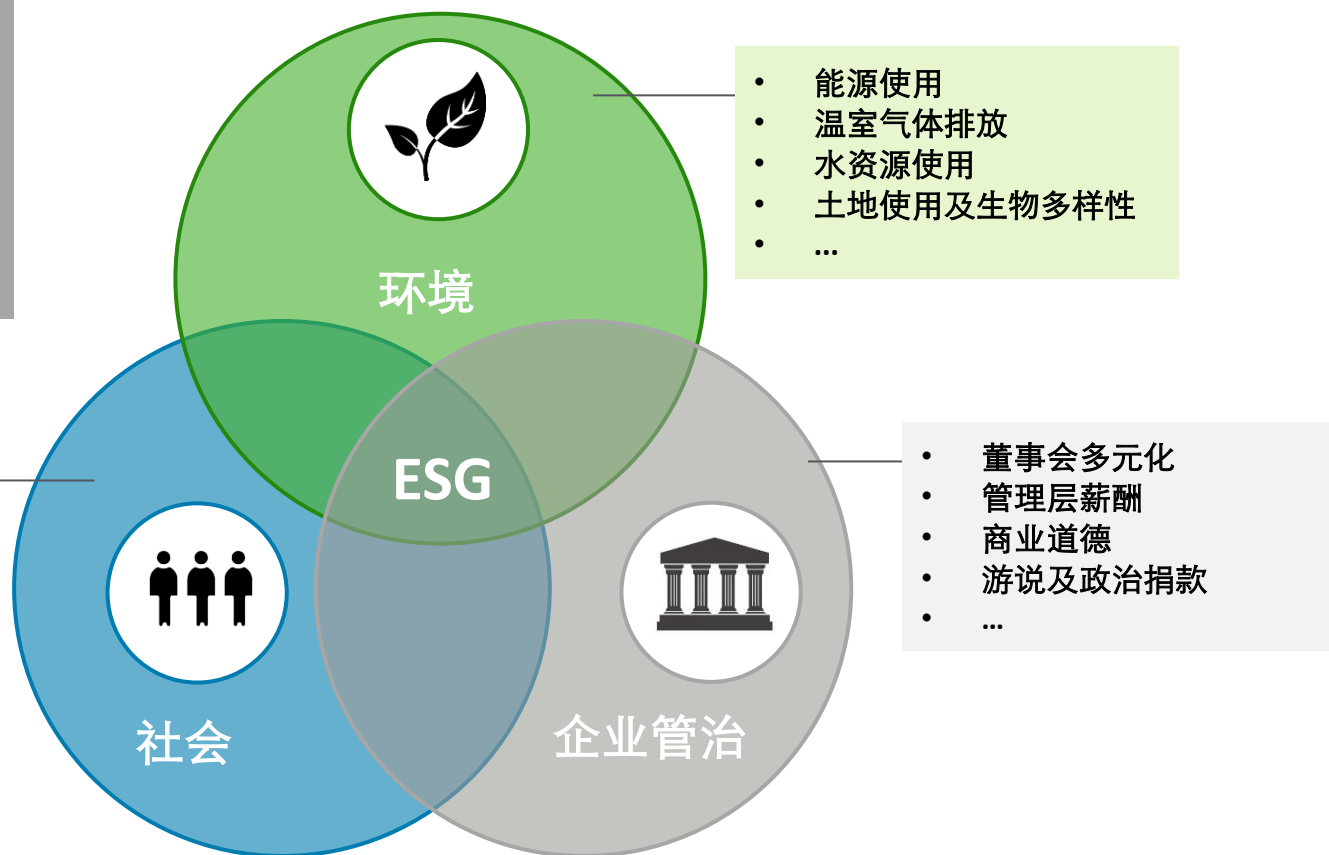 • 能源使用
• 温室气体排放
• 水资源使用
• 土地使用及生物多样性
• ...
环境
ESG
• 董事会多元化
• 管理层薪酬
• 商业道德
• 游说及政治捐款
• ...
社会
企业管治